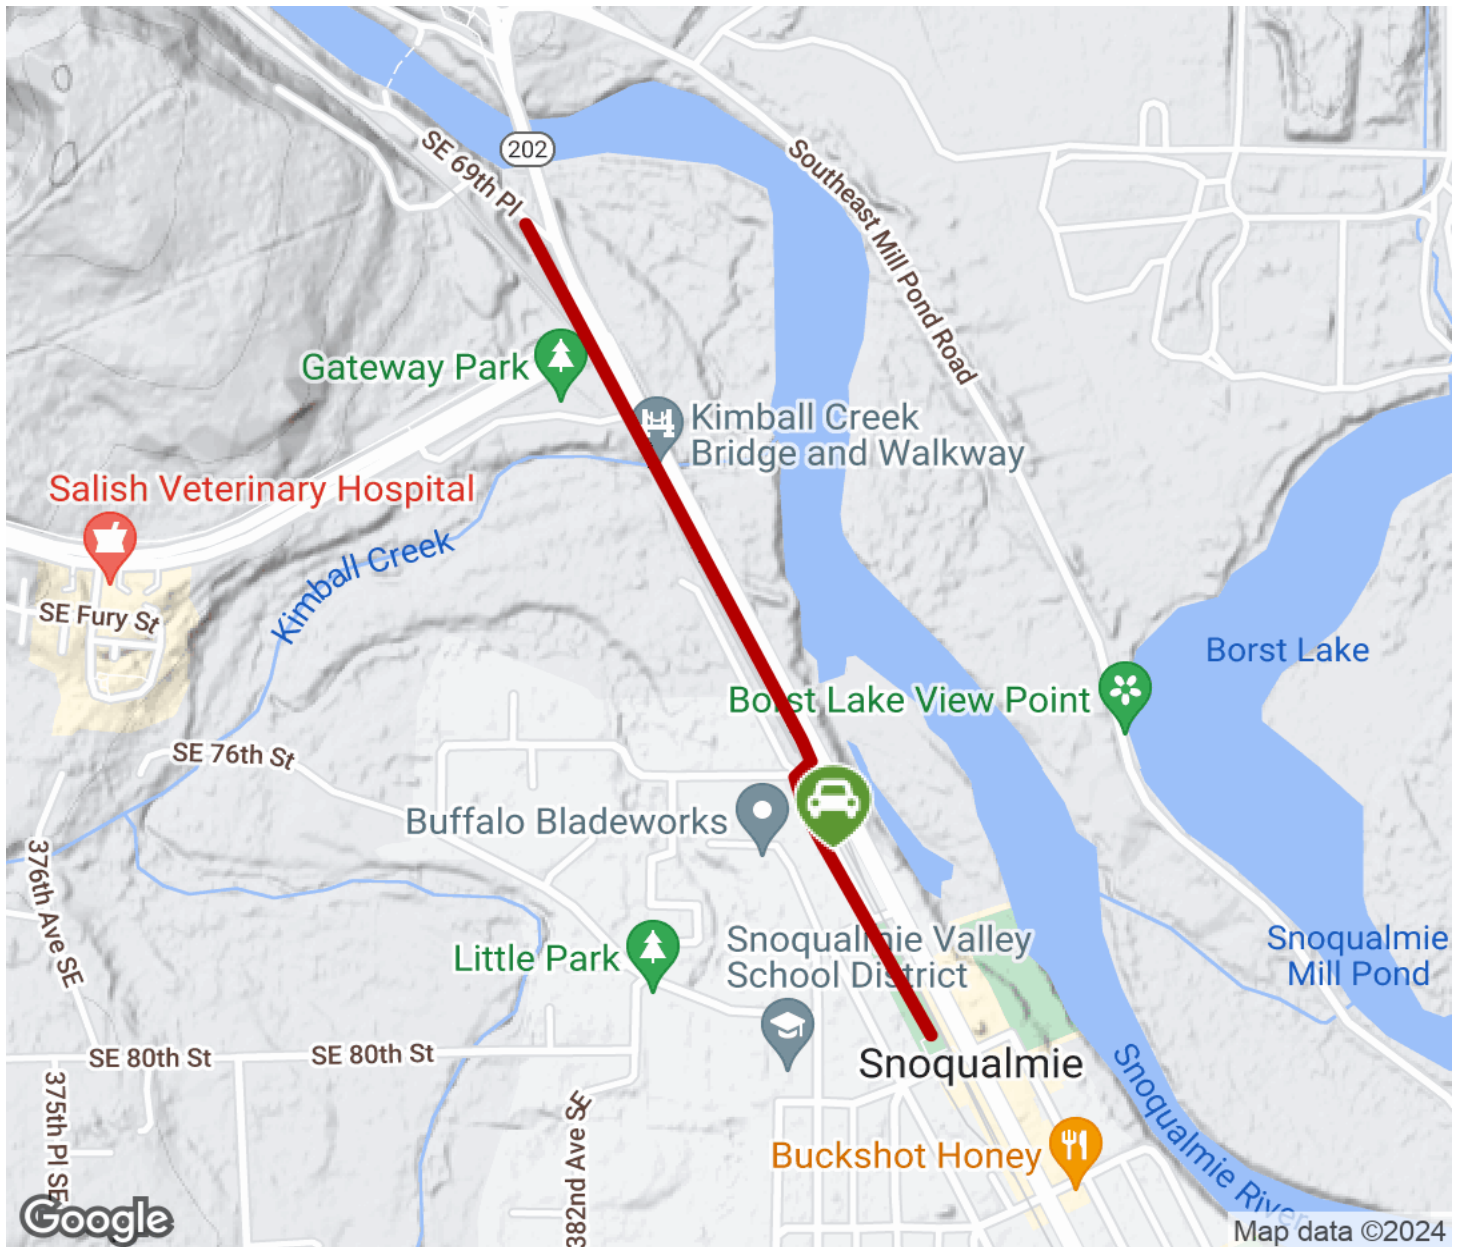 202
SE 69th Pl
Southeast Mill Pond Road
Gateway Park
Kimball Creek
Bridge and Walkway
Salish Veterinary Hospital
Kimball Creek
SE Fury St
Borst Lake
Borst Lake View Point
SE 76th St
Buffalo Bladeworks
376th Ave SE
Snoqualmie Valley
School District
Little Park
Snoqualmie
Mill Pond
SE 80th St
SE 80th St
Snoqualmie
375th Pl SE
382nd Ave SE
Snoqualmie River
Buckshot Honey
Google
Map data ©2024